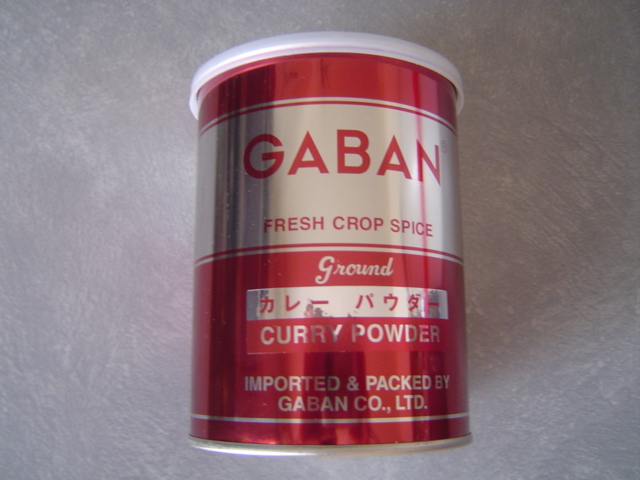 GABAN
FRESH CROP SPICE
Ground
カレー パウダー
CURRY POWDER
IMPORTED & PACKED BY
GABAN CO., LTD.